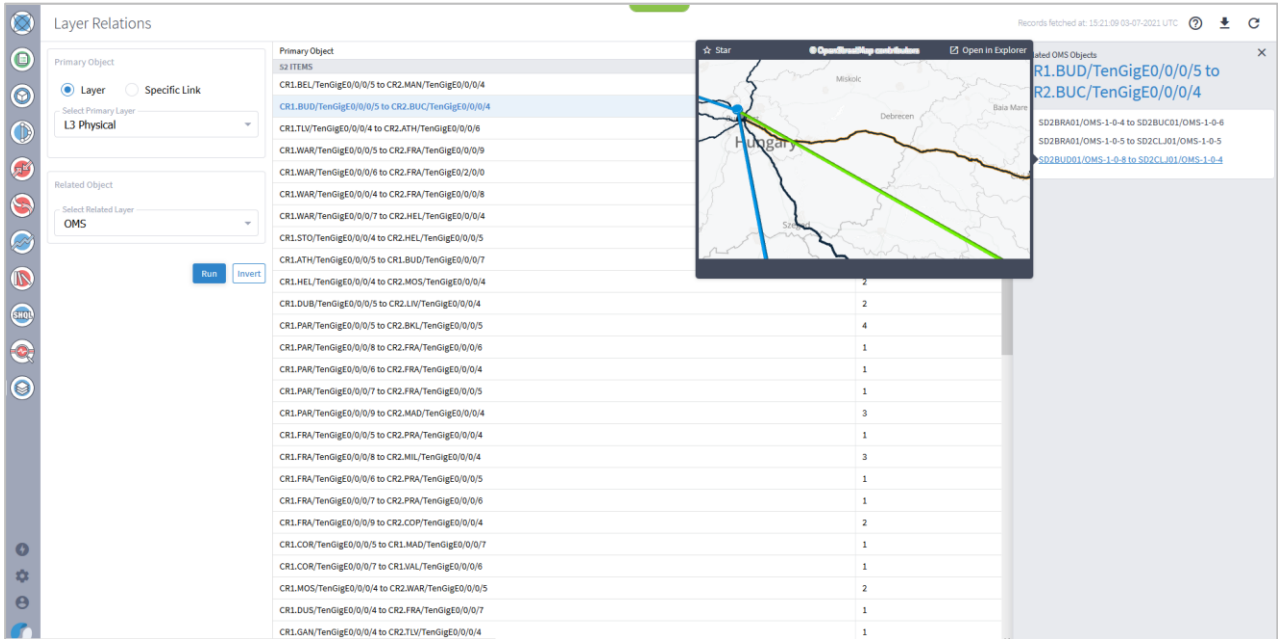 Layer Relations
Records fetched at: 15:21:09 03-07-2021 UTC
Primary Object
Layer
Specific Link
Select Primary Layer
L3 Physical
Related Object
Select Related Layer
OMS
Run
Invert
Primary Object
52 ITEMS
CR1.BEL/TenGigE0/0/0/5 to CR2.MAN/TenGigE0/0/0/4
CR1.BUD/TenGigE0/0/0/5 to CR2.BUC/TenGigE0/0/0/4
CR1.TLV/TenGigE0/0/0/4 to CR2.ATH/TenGigE0/0/0/6
CR1.WAR/TenGigE0/0/0/5 to CR2.FRA/TenGigE0/0/0/9
CR1.WAR/TenGigE0/0/0/6 to CR2.FRA/TenGigE0/2/0/0
CR1.WAR/TenGigE0/0/0/4 to CR2.FRA/TenGigE0/0/0/8
CR1.WAR/TenGigE0/0/0/7 to CR2.HEL/TenGigE0/0/0/4
CR1.STO/TenGigE0/0/0/4 to CR2.HEL/TenGigE0/0/0/5
CR1.ATH/TenGigE0/0/0/5 to CR1.BUD/TenGigE0/0/0/7
CR1.HEL/TenGigE0/0/0/4 to CR2.MOS/TenGigE0/0/0/4 2
CR1.DUB/TenGigE0/0/0/5 to CR2.LIV/TenGigE0/0/0/4 2
CR1.PAR/TenGigE0/0/0/5 to CR2.BKL/TenGigE0/0/0/5 4
CR1.PAR/TenGigE0/0/0/8 to CR2.FRA/TenGigE0/0/0/6 1
CR1.PAR/TenGigE0/0/0/6 to CR2.FRA/TenGigE0/0/0/4 1
CR1.PAR/TenGigE0/0/0/7 to CR2.FRA/TenGigE0/0/0/5 1
CR1.PAR/TenGigE0/0/0/9 to CR2.MAD/TenGigE0/0/0/4 3
CR1.FRA/TenGigE0/0/0/5 to CR2.PRA/TenGigE0/0/0/4 1
CR1.FRA/TenGigE0/0/0/8 to CR2.MIL/TenGigE0/0/0/4 3
CR1.FRA/TenGigE0/0/0/6 to CR2.PRA/TenGigE0/0/0/5 1
CR1.FRA/TenGigE0/0/0/7 to CR2.PRA/TenGigE0/0/0/6 1
CR1.FRA/TenGigE0/0/0/9 to CR2.COP/TenGigE0/0/0/4 2
CR1.COR/TenGigE0/0/0/5 to CR1.MAD/TenGigE0/0/0/7 1
CR1.COR/TenGigE0/0/0/7 to CR1.VAL/TenGigE0/0/0/6 1
CR1.MOS/TenGigE0/0/0/4 to CR2.WAR/TenGigE0/0/0/5 2
CR1.DUS/TenGigE0/0/0/4 to CR2.FRA/TenGigE0/0/0/7 1
CR1.GAN/TenGigE0/0/0/4 to CR2.TLV/TenGigE0/0/0/4 1
Star
© OpenStreetMap contributors
Open in Explorer
Miskolc
Baia Mare
Debrecen
Hungary
Szeged
ated OMS Objects
R1.BUD/TenGigE0/0/0/5 to
R2.BUC/TenGigE0/0/0/4
SD2BRA01/OMS-1-0-4 to SD2BUC01/OMS-1-0-6
SD2BRA01/OMS-1-0-5 to SD2CLJ01/OMS-1-0-5
SD2BUD01/OMS-1-0-8 to SD2CLJ01/OMS-1-0-4
SHQL